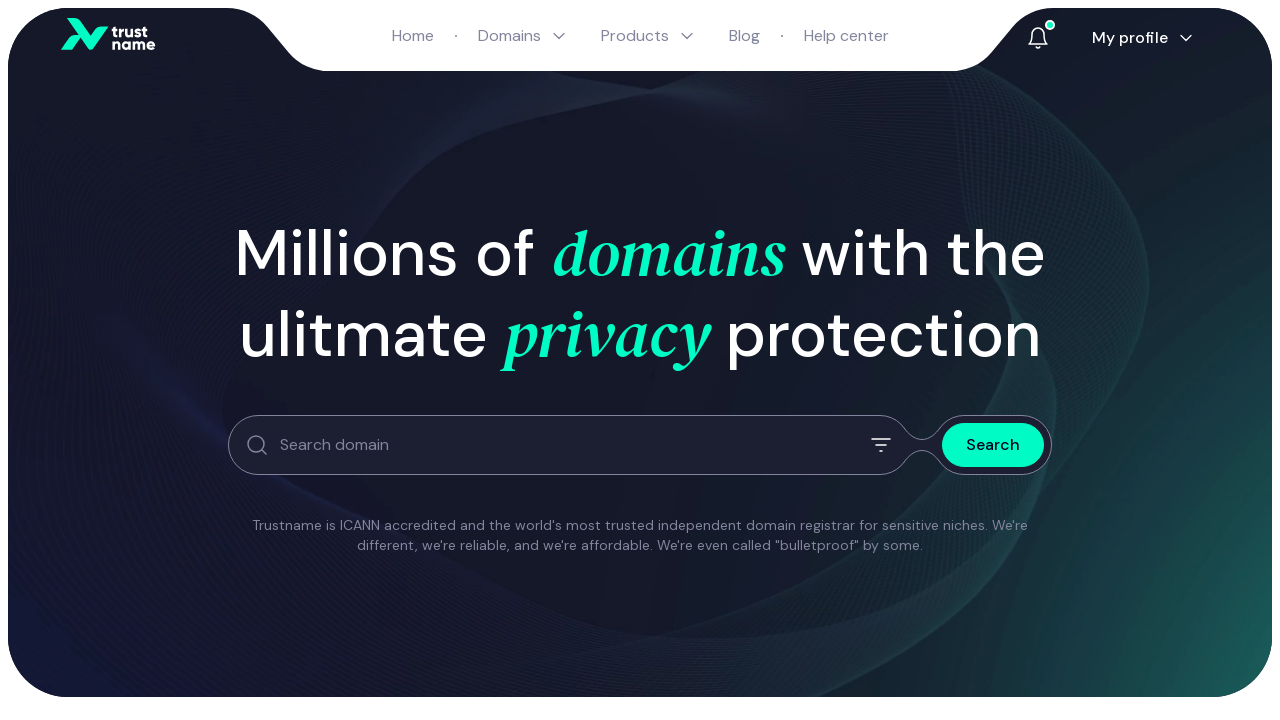 trust
name
Home · Domains Products Blog · Help center
My profile
Millions of domains with the
ulitmate privacy protection
Search domain
Search
Trustname is ICANN accredited and the world's most trusted independent domain registrar for sensitive niches. We're
different, we're reliable, and we're affordable. We're even called "bulletproof" by some.